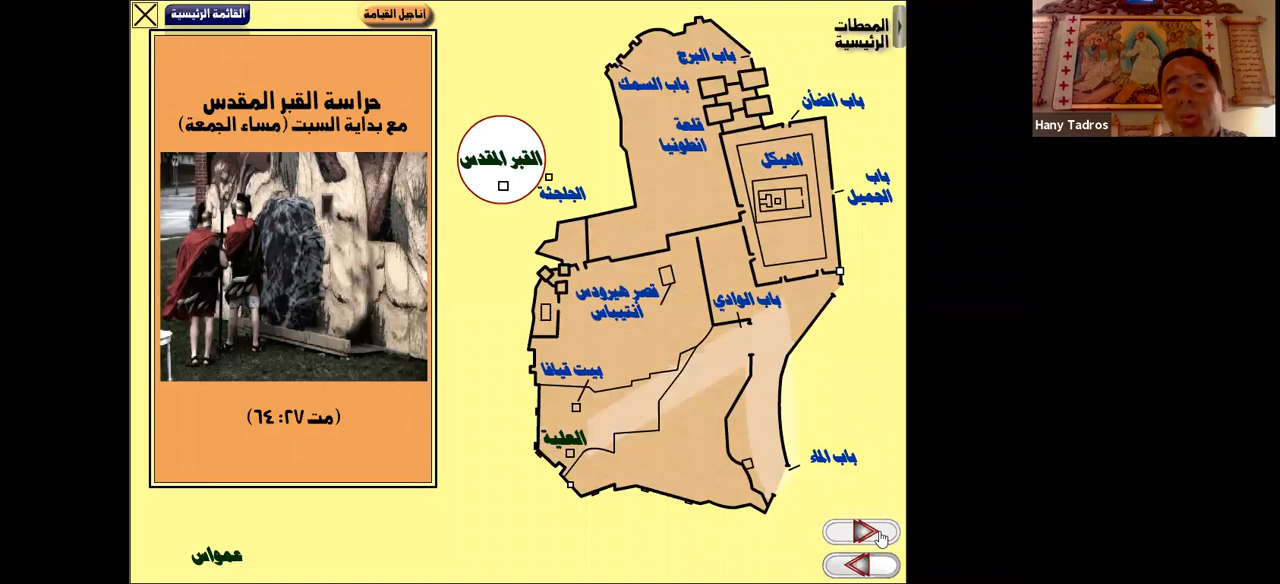 القائمة الرئيسية
أناجيل القيامة
حراسة القبر المقدس
مع بداية السبت (مساء الجمعة)
(مت ٢٧: ٦٤)
المحطات
الرئيسية
باب البرج
باب السمك
باب الضأن
قلعة
انطونيا
الهيكل
القبر المقدس
الجلجثة
باب
الجميل
قصر هيرودس
أنتيباس
باب الوادي
بيت قيافا
العلية
باب الماء
عمواس
Hany Tadros